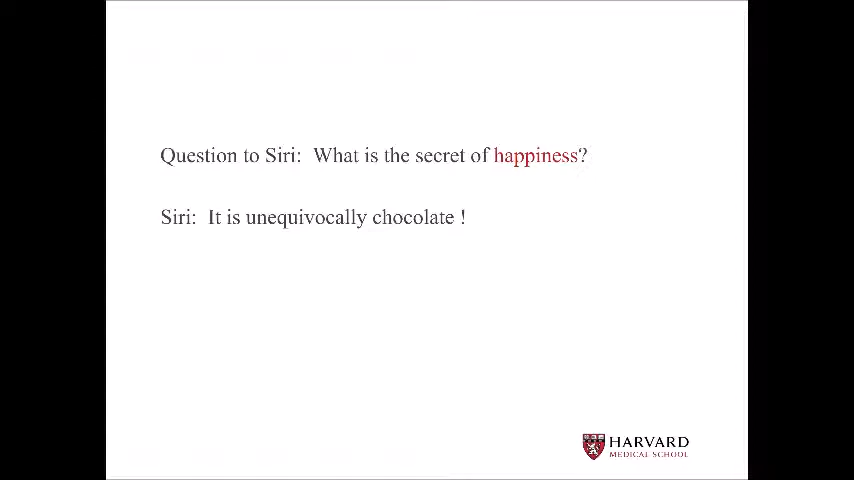 Question to Siri:  What is the secret of happiness?
Siri:  It is unequivocally chocolate !
HARVARD
MEDICAL SCHOOL